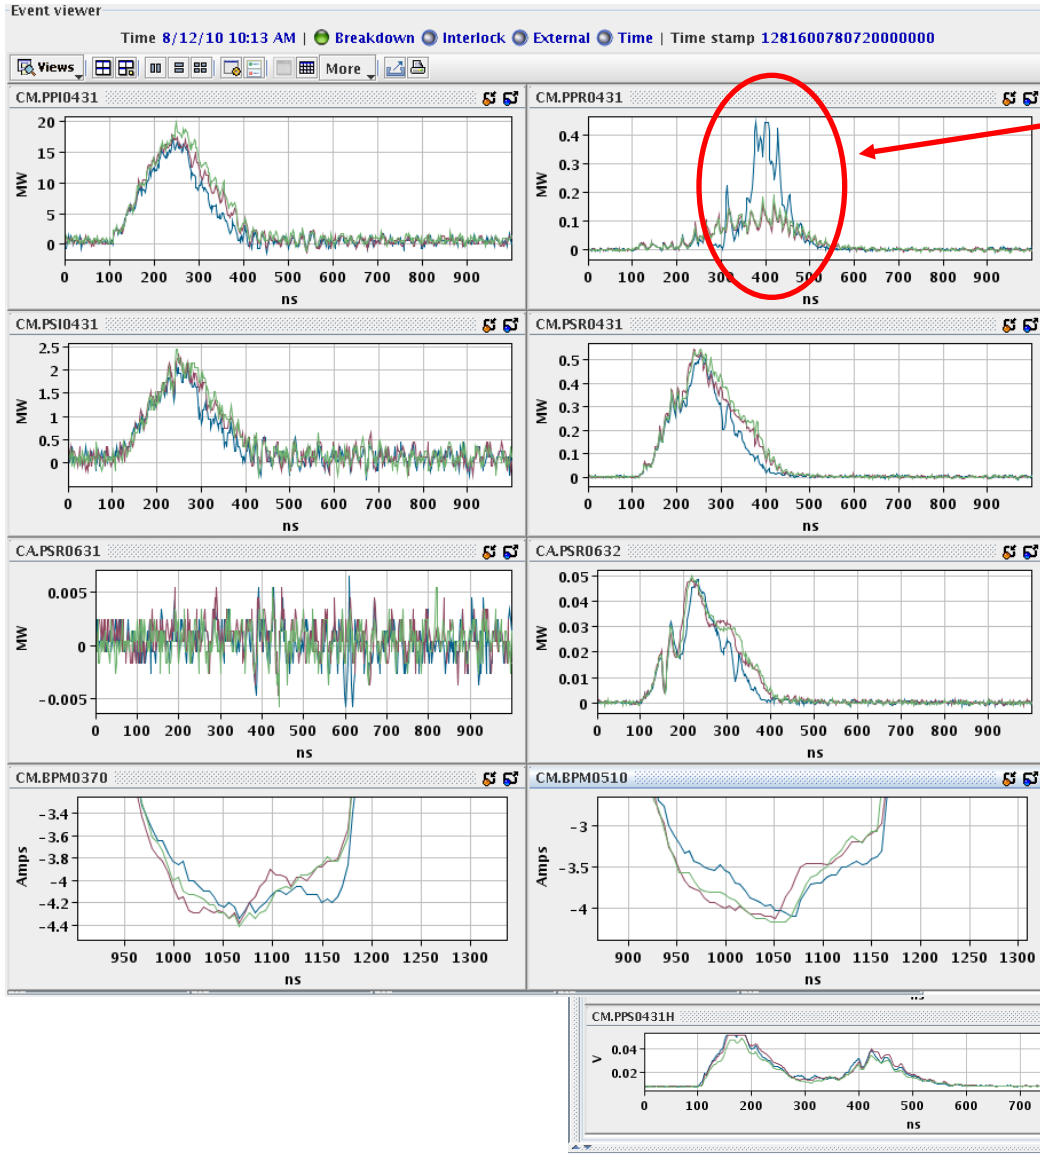 Event viewer
Time 8/12/10 10:13 AM | Breakdown Interlock External Time | Time stamp 1281600780720000000
Views More
CM.PPI0431
20
15
10
5
0
MW
0 100 200 300 400 500 600 700 800 900
ns
CM.PPR0431
0.4
0.3
0.2
0.1
0
MW
0 100 200 300 400 500 600 700 800 900
ns
CM.PSI0431
2.5
2
1.5
1
0.5
0
MW
0 100 200 300 400 500 600 700 800 900
ns
CM.PSR0431
0.5
0.4
0.3
0.2
0.1
0
MW
0 100 200 300 400 500 600 700 800 900
ns
CA.PSR0631
0.005
0
-0.005
MW
0 100 200 300 400 500 600 700 800 900
ns
CA.PSR0632
0.05
0.04
0.03
0.02
0.01
0
MW
0 100 200 300 400 500 600 700 800 900
ns
CM.BPM0370
-3.4
-3.6
-3.8
-4
-4.2
-4.4
Amps
950 1000 1050 1100 1150 1200 1250 1300
ns
CM.BPM0510
-3
-3.5
-4
Amps
900 950 1000 1050 1100 1150 1200 1250 1300
ns
CM.PPS0431H
0.04
0.02
V
0 100 200 300 400 500 600 700
ns